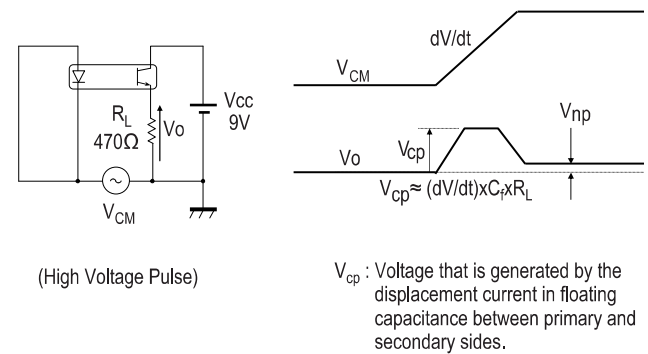 dV/dt
VCM
RL
470Ω
Vo
Vcc
9V
VCM
Vcp
Vo
Vnp
Vcp≈ (dV/dt)xCfxRL
(High Voltage Pulse)
Vcp : Voltage that is generated by the
displacement current in floating
capacitance between primary and
secondary sides.